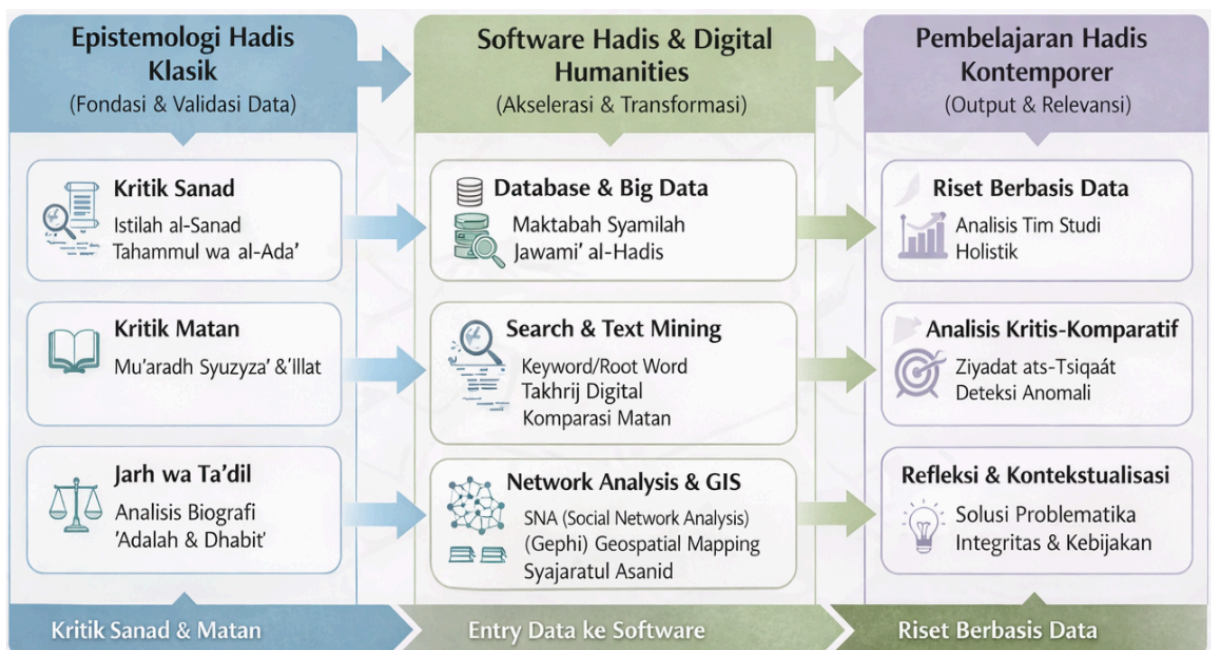 Epistemologi Hadis
Klasik
(Fondasi & Validasi Data)
Kritik Sanad
Istilah al-Sanad
Tahammul wa al-Ada'
Kritik Matan
Mu'aradh Syuzyza' &'Illat
Jarh wa Ta'dil
Analisis Biografi
'Adalah & Dhabit'
Kritik Sanad & Matan
Software Hadis & Digital
Humanities
(Akselerasi & Transformasi)
Database & Big Data
Maktabah Syamilah
Jawami' al-Hadis
Search & Text Mining
Keyword/Root Word
Takhrij Digital
Komparasi Matan
Network Analysis & GIS
SNA (Social Network Analysis)
(Gephi) Geospatial Mapping
Syajaratul Asanid
Entry Data ke Software
Pembelajaran Hadis
Kontemporer
(Output & Relevansi)
Riset Berbasis Data
Analisis Tim Studi
Holistik
Analisis Kritis-Komparatif
Ziyadat ats-Tsiqaát
Deteksi Anomali
Refleksi & Kontekstualisasi
Solusi Problematika
Integritas & Kebijakan
Riset Berbasis Data